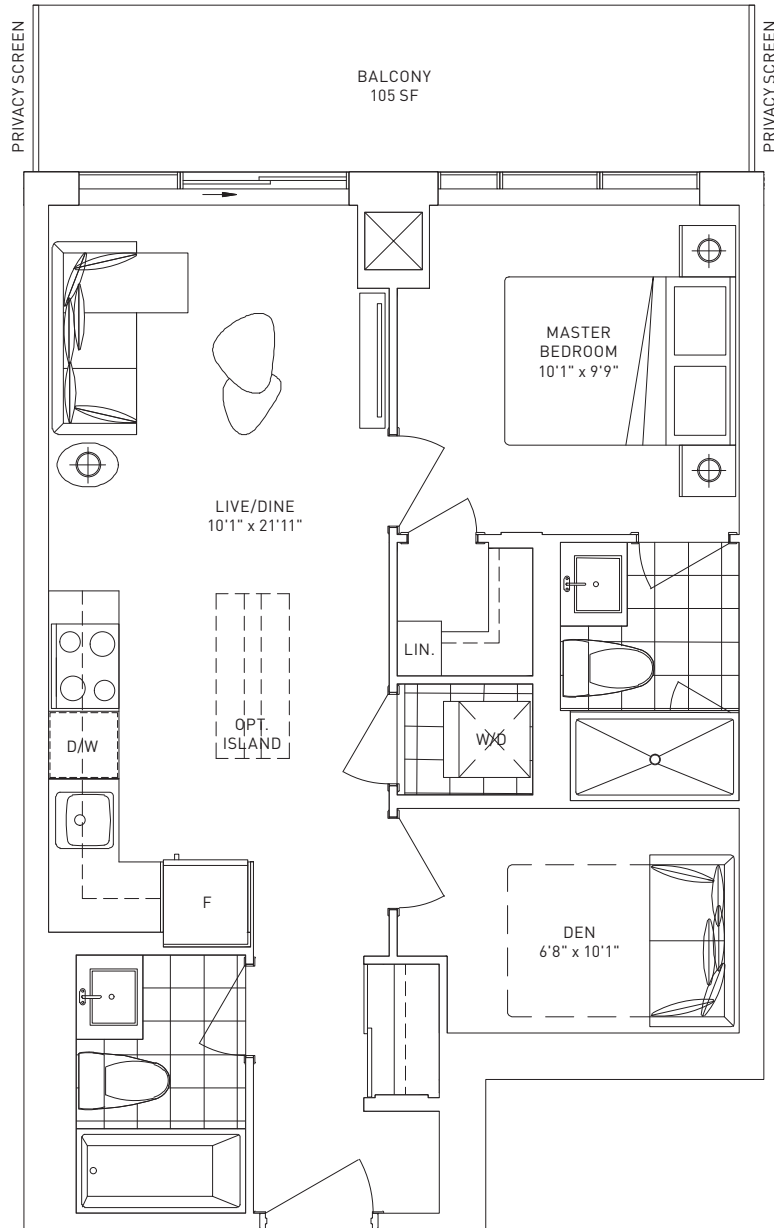 PRIVACY SCREEN
BALCONY
105 SF
PRIVACY SCREEN
MASTER
BEDROOM
10'1" x 9'9"
LIVE/DINE
10'1" x 21'11"
LIN.
OPT.
ISLAND
D/W
W/D
F
DEN
6'8" x 10'1"